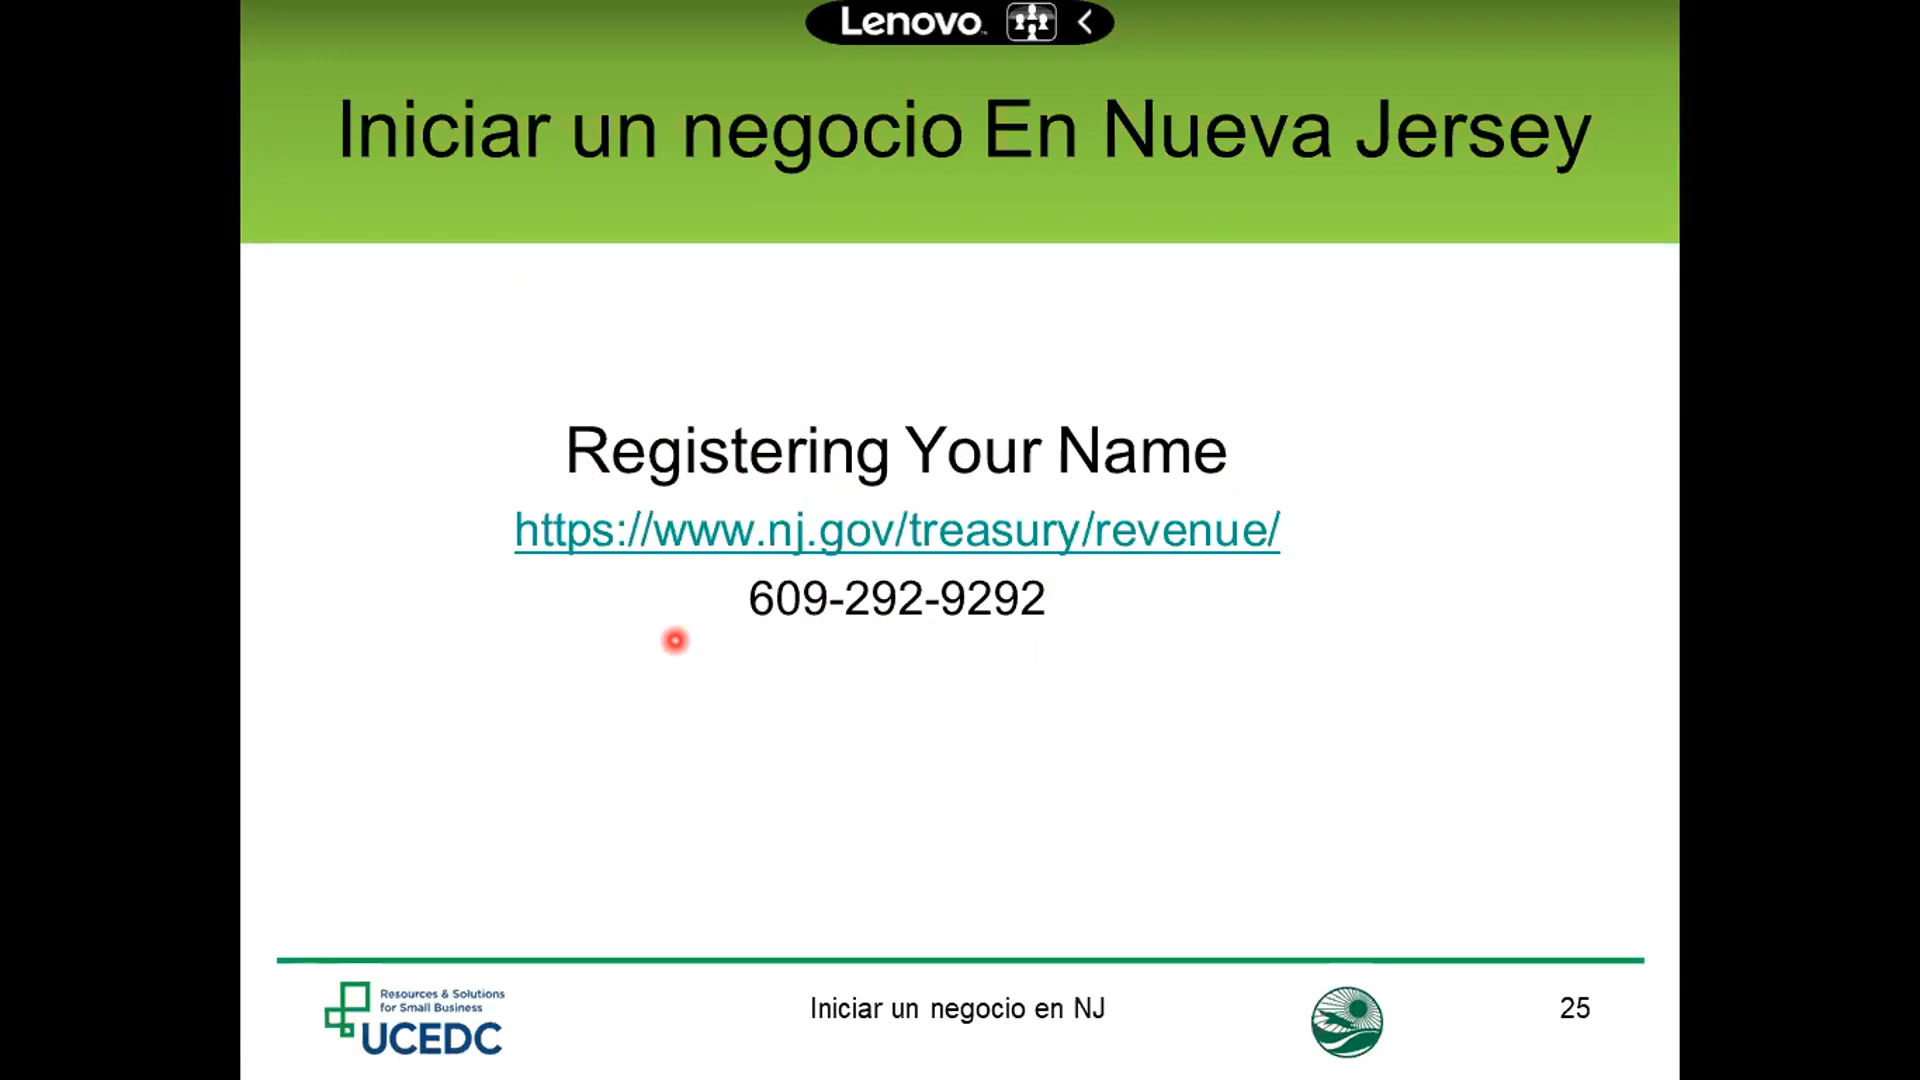 Lenovo
Iniciar un negocio En Nueva Jersey
Registering Your Name
https://www.nj.gov/treasury/revenue/
609-292-9292
Resources & Solutions
for Small Business
UCEDC
Iniciar un negocio en NJ
25